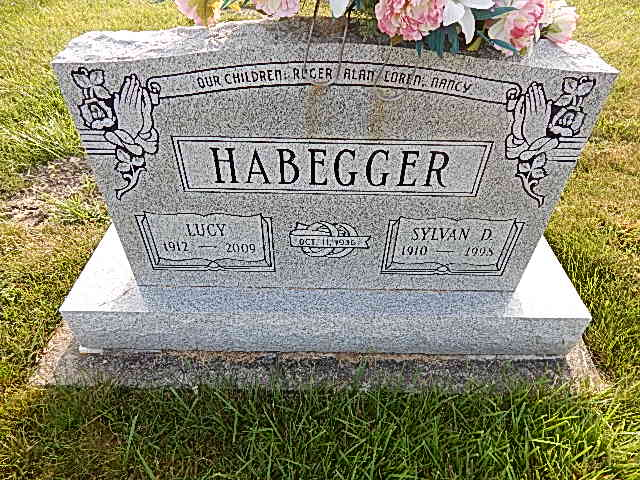 OUR CHILDREN: ROGER ALAN LOREN, NANCY
HABEGGER
LUCY
1912 — 2009
OCT. 11, 1936
SYLVAN D.
1910 — 1998